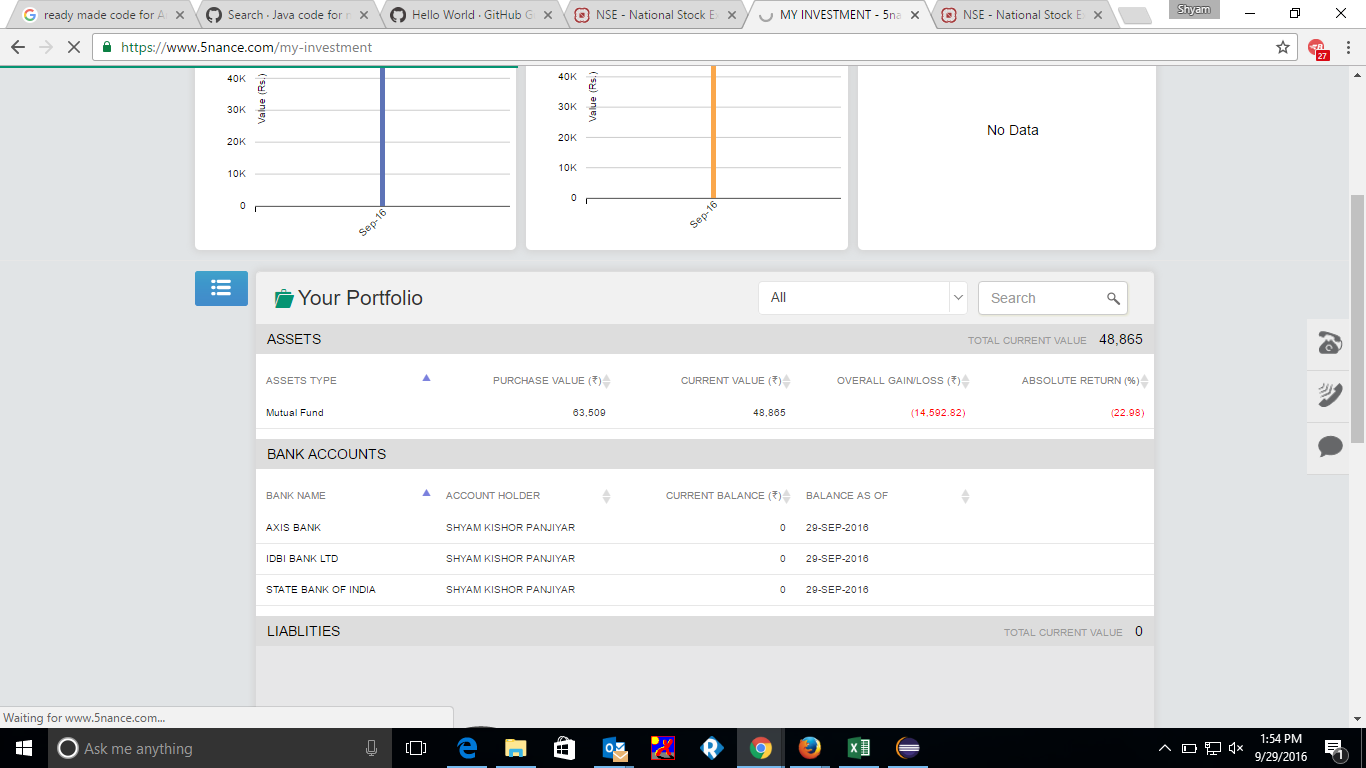 ready made code for A
Search · Java code for r
Hello World · GitHub G
NSE - National Stock E
MY INVESTMENT - 5na
NSE - National Stock E
Shyam
https://www.5nance.com/my-investment
27
40K
30K
20K
10K
0
Value (Rs.)
Sep-16
40K
30K
20K
10K
0
Value (Rs.)
Sep-16
No Data
Your Portfolio
All
Search
ASSETS TOTAL CURRENT VALUE 48,865
ASSETS TYPE PURCHASE VALUE (₹) CURRENT VALUE (₹) OVERALL GAIN/LOSS (₹) ABSOLUTE RETURN (%)
Mutual Fund 63,509 48,865 (14,592.82) (22.98)
BANK ACCOUNTS
BANK NAME ACCOUNT HOLDER CURRENT BALANCE (₹) BALANCE AS OF
AXIS BANK SHYAM KISHOR PANJIYAR 0 29-SEP-2016
IDBI BANK LTD SHYAM KISHOR PANJIYAR 0 29-SEP-2016
STATE BANK OF INDIA SHYAM KISHOR PANJIYAR 0 29-SEP-2016
LIABLITIES TOTAL CURRENT VALUE 0
Waiting for www.5nance.com...
Ask me anything
1:54 PM
9/29/2016
1